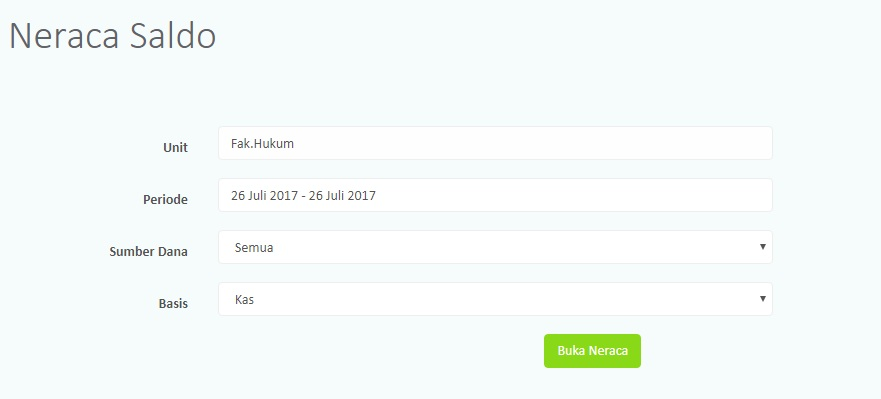 Neraca Saldo
Unit Fak.Hukum
Periode 26 Juli 2017 - 26 Juli 2017
Sumber Dana Semua
Basis Kas
Buka Neraca